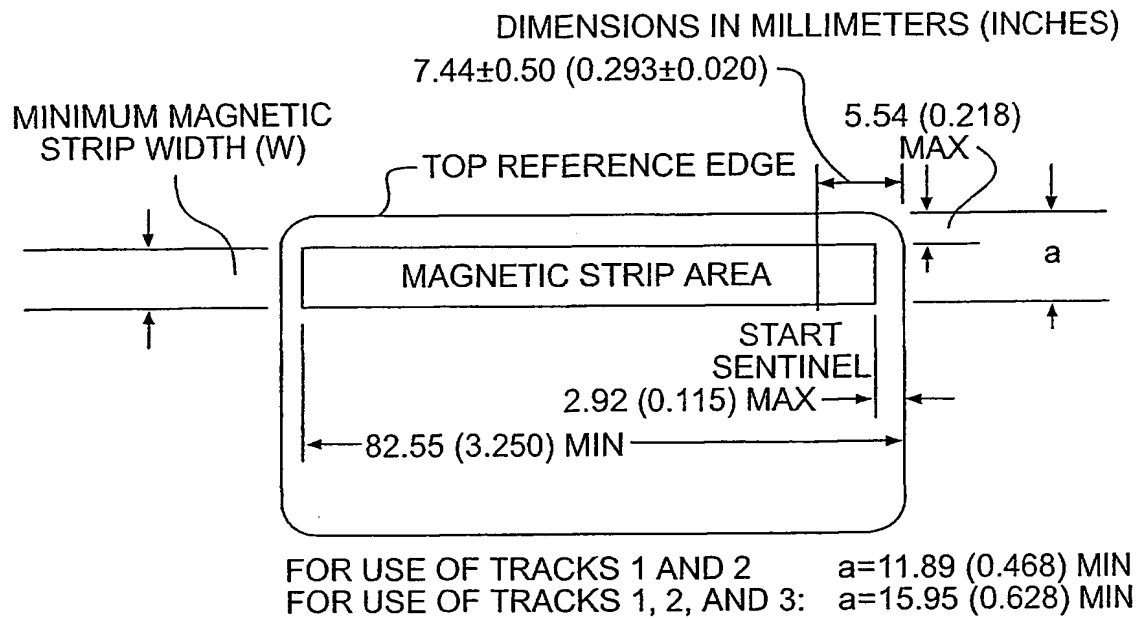 DIMENSIONS IN MILLIMETERS (INCHES)
7.44±0.50 (0.293±0.020)
MINIMUM MAGNETIC
STRIP WIDTH (W)
5.54 (0.218)
MAX
TOP REFERENCE EDGE
a
MAGNETIC STRIP AREA
START
SENTINEL
2.92 (0.115) MAX
82.55 (3.250) MIN
FOR USE OF TRACKS 1 AND 2 a=11.89 (0.468) MIN
FOR USE OF TRACKS 1, 2, AND 3: a=15.95 (0.628) MIN